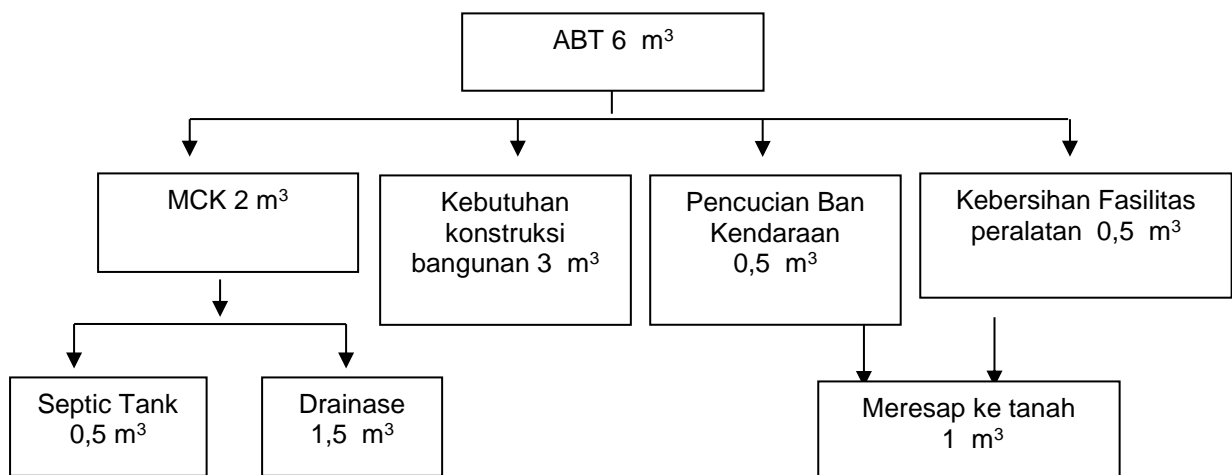 ABT 6 m³
MCK 2 m³
Kebutuhan
konstruksi
bangunan 3 m³
Pencucian Ban
Kendaraan
0,5 m³
Kebersihan Fasilitas
peralatan 0,5 m³
Septic Tank
0,5 m³
Drainase
1,5 m³
Meresap ke tanah
1 m³